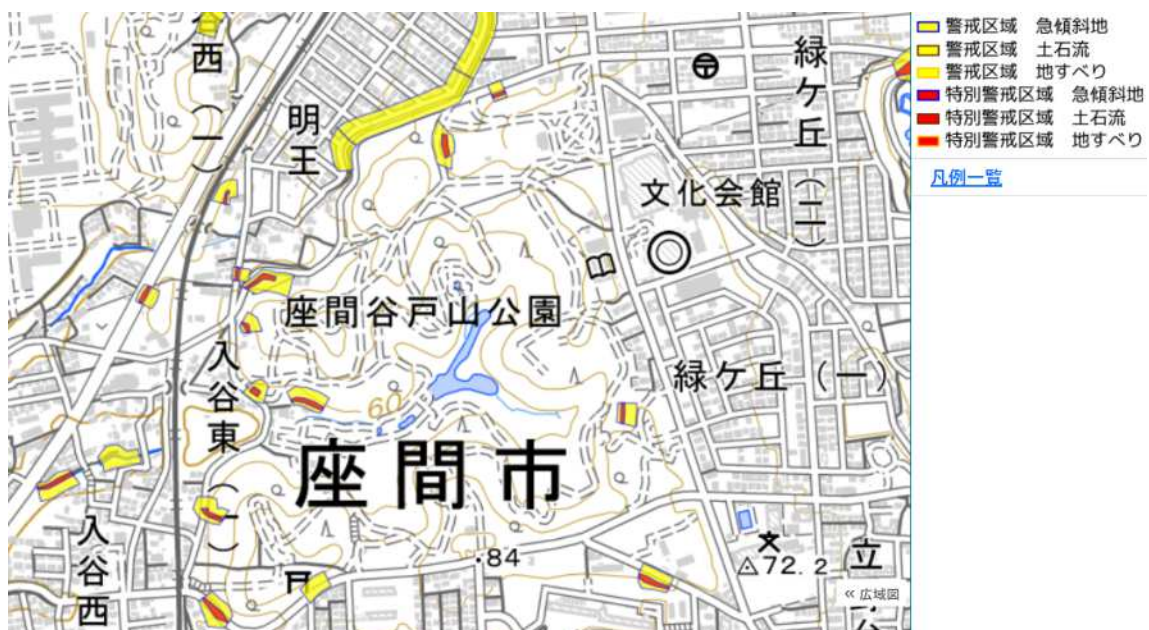 警戒区域 急傾斜地
警戒区域 土石流
警戒区域 地すべり
特別警戒区域 急傾斜地
特別警戒区域 土石流
特別警戒区域 地すべり
凡例一覧
西(一)
明王
緑ケ丘(二)
文化会館
座間谷戸山公園
入谷東(一)
緑ケ丘(一)
60
座間市
入谷西
84
72.2
立
«広域図